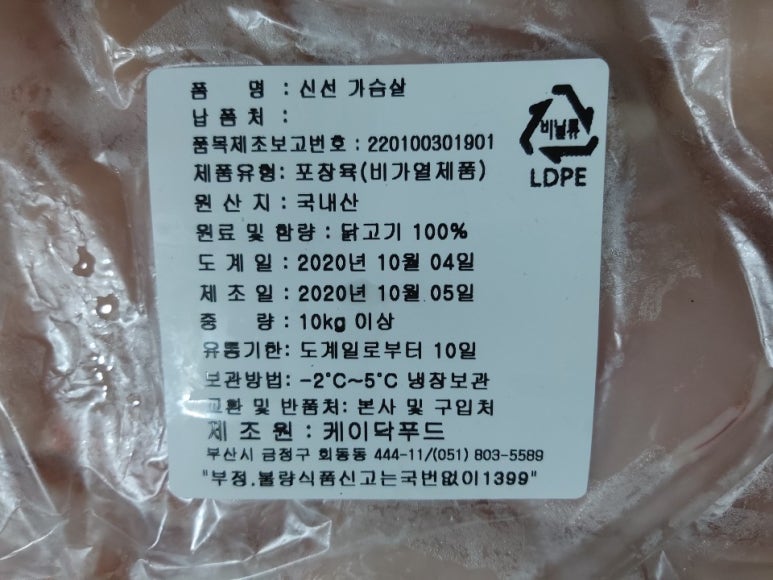 품 명 : 신선 가슴살
납 품 처 :
품목제조보고번호 : 220100301901
제품유형: 포장육(비가열제품)
원 산 지 : 국내산
원료 및 함량 : 닭고기 100%
도 계 일 : 2020년 10월 04일
제 조 일 : 2020년 10월 05일
중 량 : 10kg 이상
유통기한: 도계일로부터 10일
보관방법: -2°C~5°C 냉장보관
교환 및 반품처: 본사 및 구입처
제 조 원 : 케이닥푸드
부산시 금정구 회동동 444-11/(051) 803-5589
"부정.불량식품신고는국번없이1399"
비닐류
LDPE